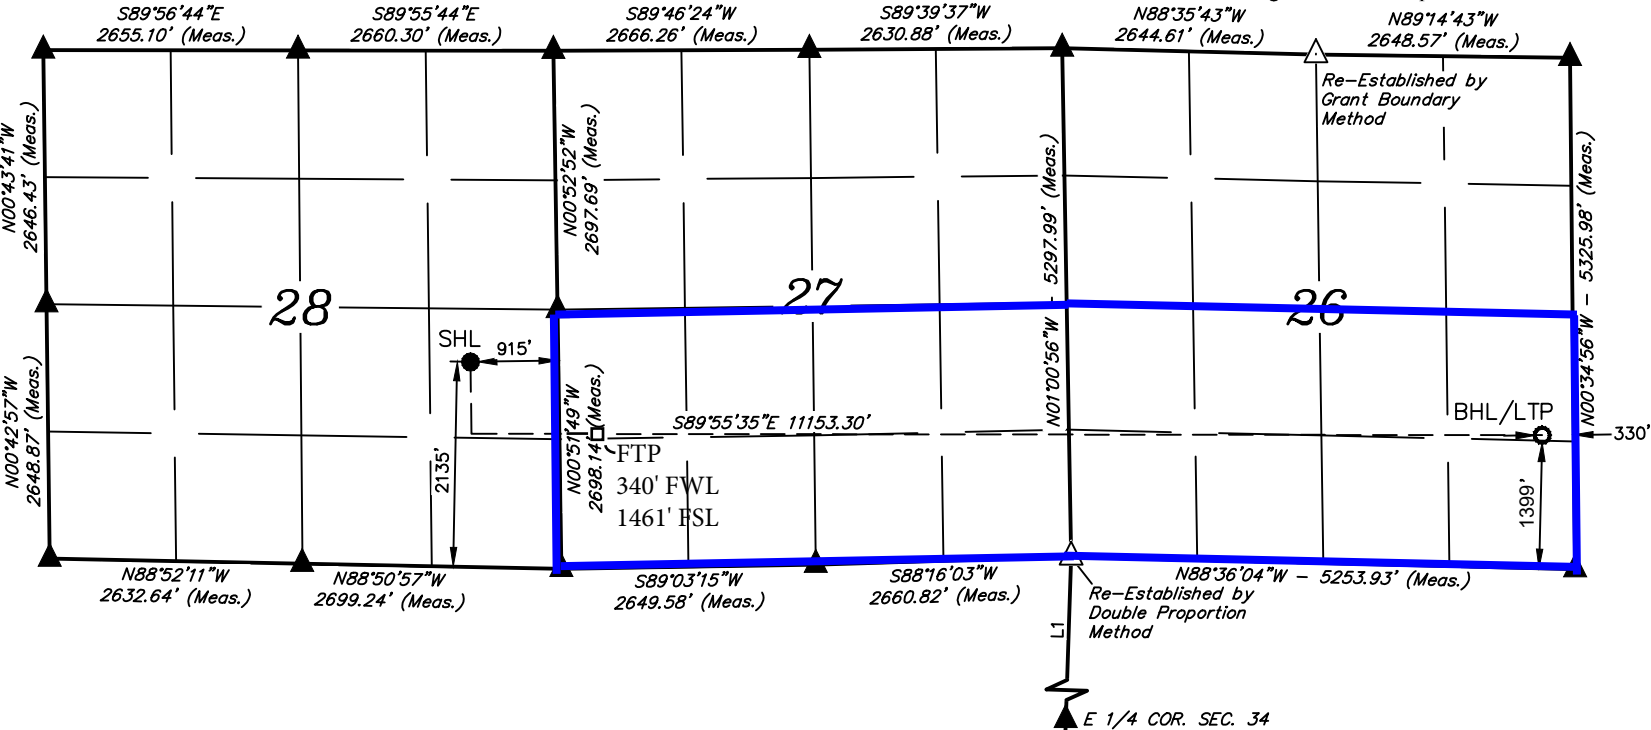 S89°56'44"E
2655.10' (Meas.)
S89°55'44"E
2660.30' (Meas.)
S89°46'24"W
2666.26' (Meas.)
S89°39'37"W
2630.88' (Meas.)
N88°35'43"W
2644.61' (Meas.)
N89°14'43"W
2648.57' (Meas.)
Re-Established by
Grant Boundary
Method
N00°43'41"W
2646.43' (Meas.)
N00°52'52"W
2697.69' (Meas.)
N01°00'56"W - 5297.99' (Meas.)
N00°34'56"W - 5325.98' (Meas.)
28
27
26
SHL
915'
2135'
N00°42'57"W
2648.87' (Meas.)
N00°51'49"W
2698.14' (Meas.)
S89°55'35"E 11153.30'
FTP
340' FWL
1461' FSL
BHL/LTP
330'
1399'
N88°52'11"W
2632.64' (Meas.)
N88°50'57"W
2699.24' (Meas.)
S89°03'15"W
2649.58' (Meas.)
S88°16'03"W
2660.82' (Meas.)
N88°36'04"W - 5253.93' (Meas.)
Re-Established by
Double Proportion
Method
L1
E 1/4 COR. SEC. 34